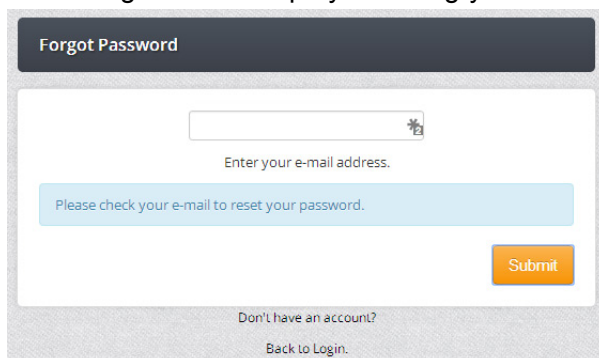 Forgot Password
2
Enter your e-mail address.
Please check your e-mail to reset your password.
Submit
Don't have an account?
Back to Login.